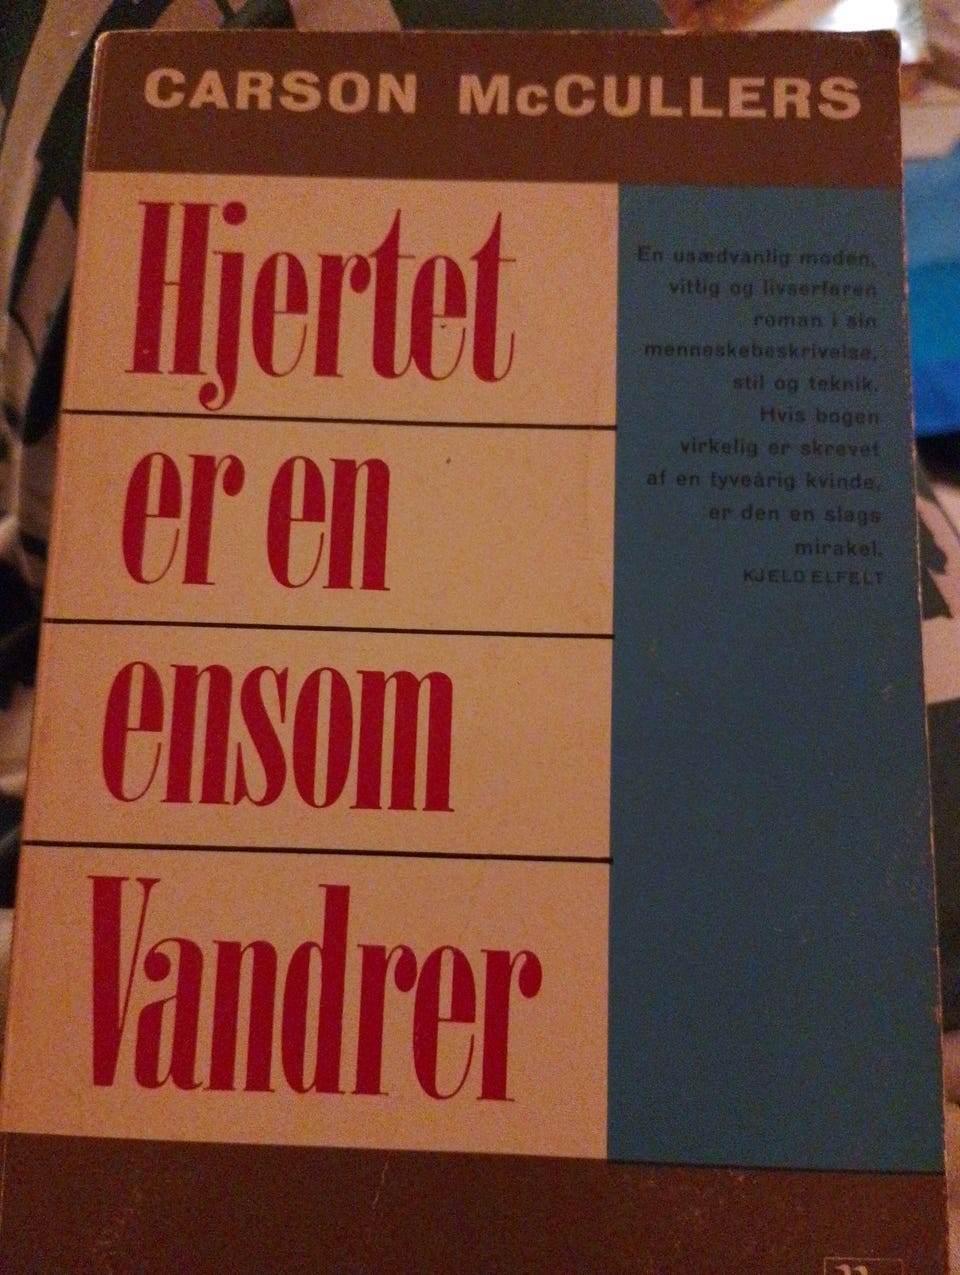 CARSON McCULLERS
Hjertet
er en
ensom
Vandrer
En usædvanlig moden,
vittig og livserfaren
roman i sin
menneskebeskrivelse,
stil og teknik.
Hvis bogen
virkelig er skrevet
af en tyveårig kvinde,
er den en slags
mirakel.
KJELD ELFELT